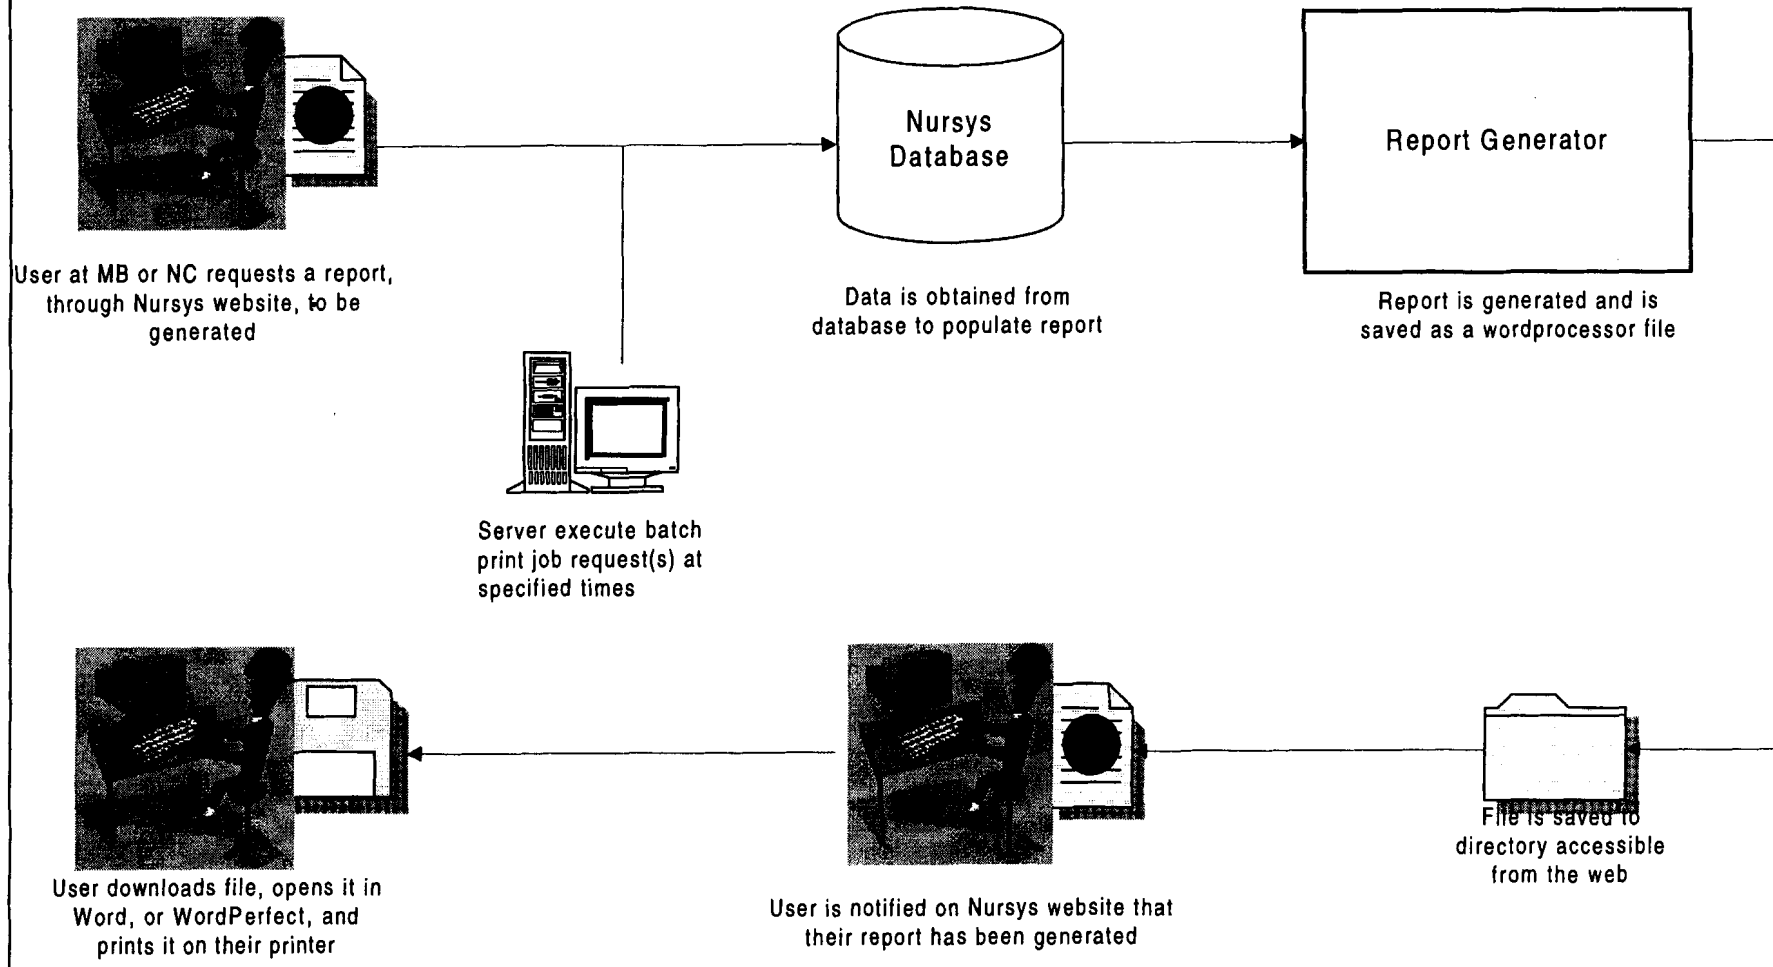 Nursys
Database
Report Generator
User at MB or NC requests a report,
through Nursys website, to be
generated
Data is obtained from
database to populate report
Report is generated and is
saved as a wordprocessor file
Server execute batch
print job request(s) at
specified times
User downloads file, opens it in
Word, or WordPerfect, and
prints it on their printer
User is notified on Nursys website that
their report has been generated
File is saved to
directory accessible
from the web